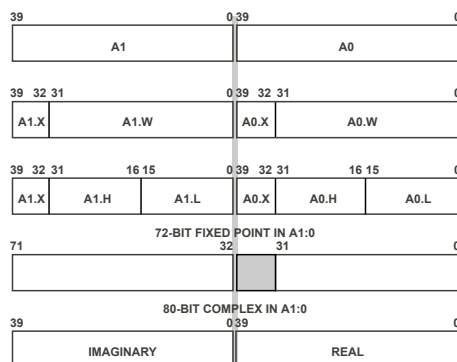 39 0 39 0
A1 A0
39 32 31 0 39 32 31 0
A1.X A1.W A0.X A0.W
39 32 31 16 15 0 39 32 31 16 15 0
A1.X A1.H A1.L A0.X A0.H A0.L
72-BIT FIXED POINT IN A1:0
71 32 31 0
80-BIT COMPLEX IN A1:0
39 0 39 0
IMAGINARY REAL